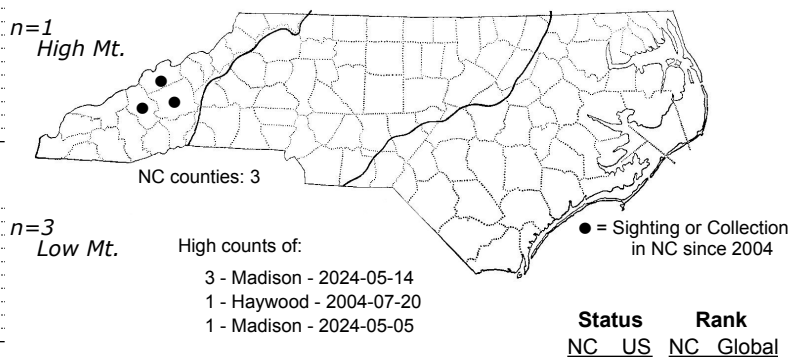 n=1
High Mt.
NC counties: 3
n=3
Low Mt.
High counts of:
3 - Madison - 2024-05-14
1 - Haywood - 2004-07-20
1 - Madison - 2024-05-05
● = Sighting or Collection
in NC since 2004
Status Rank
NC US NC Global